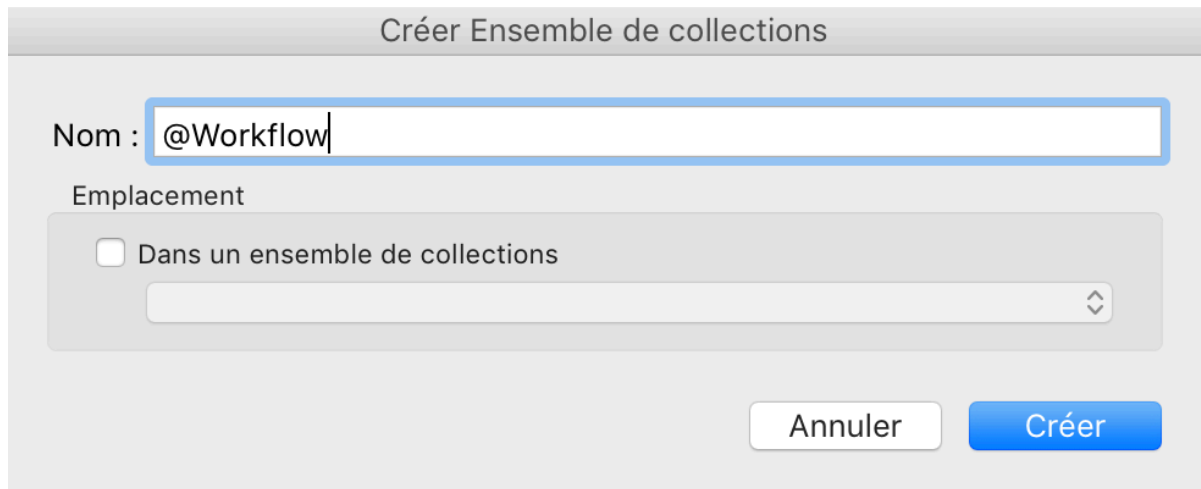 Créer Ensemble de collections
Nom : @Workflow
Emplacement
Dans un ensemble de collections
Annuler Créer